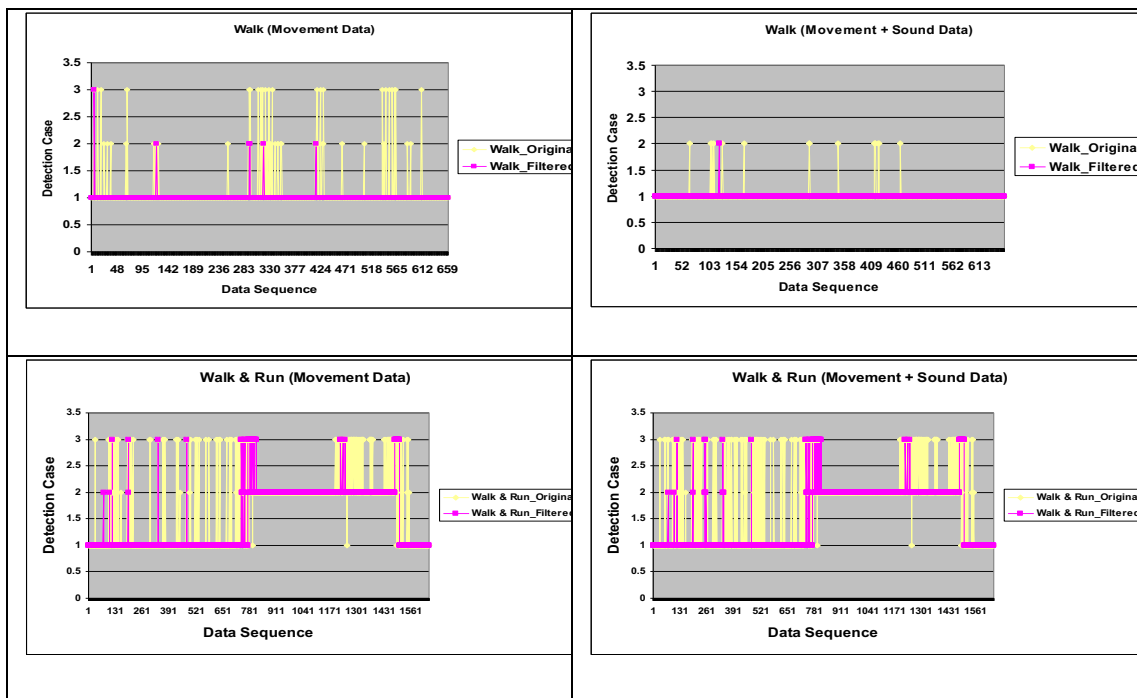 Walk (Movement Data)
3.5
3
2.5
2
1.5
1
0.5
0
Detection Case
1 48 95 142 189 236 283 330 377 424 471 518 565 612 659
Data Sequence
Walk_Original
Walk_Filtered
Walk (Movement + Sound Data)
3.5
3
2.5
2
1.5
1
0.5
0
Detection Case
1 52 103 154 205 256 307 358 409 460 511 562 613
Data Sequence
Walk_Original
Walk_Filtered
Walk & Run (Movement Data)
3.5
3
2.5
2
1.5
1
0.5
0
Detection Case
1 131 261 391 521 651 781 911 1041 1171 1301 1431 1561
Data Sequence
Walk & Run_Original
Walk & Run_Filtered
Walk & Run (Movement + Sound Data)
3.5
3
2.5
2
1.5
1
0.5
0
Detection Case
1 131 261 391 521 651 781 911 1041 1171 1301 1431 1561
Data Sequence
Walk & Run_Original
Walk & Run_Filtered